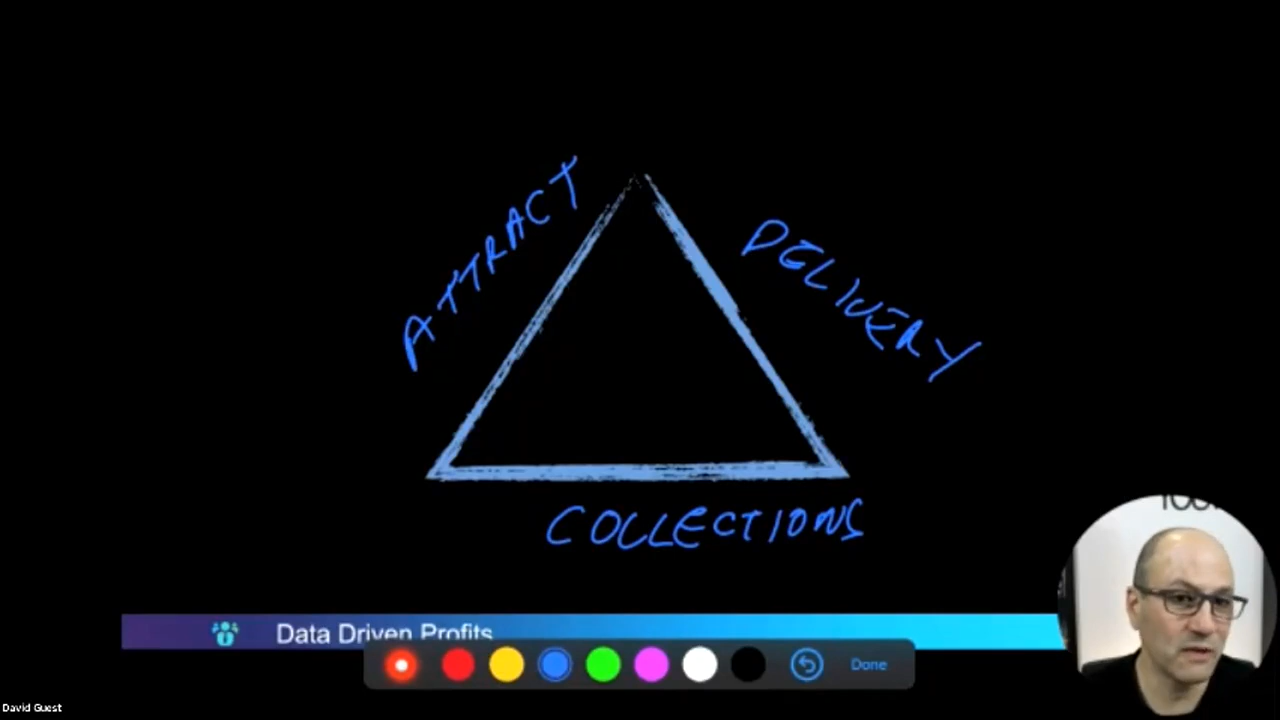 ATTRACT
DELIVERY
COLLECTIONS
Data Driven Profits
Done
David Guest